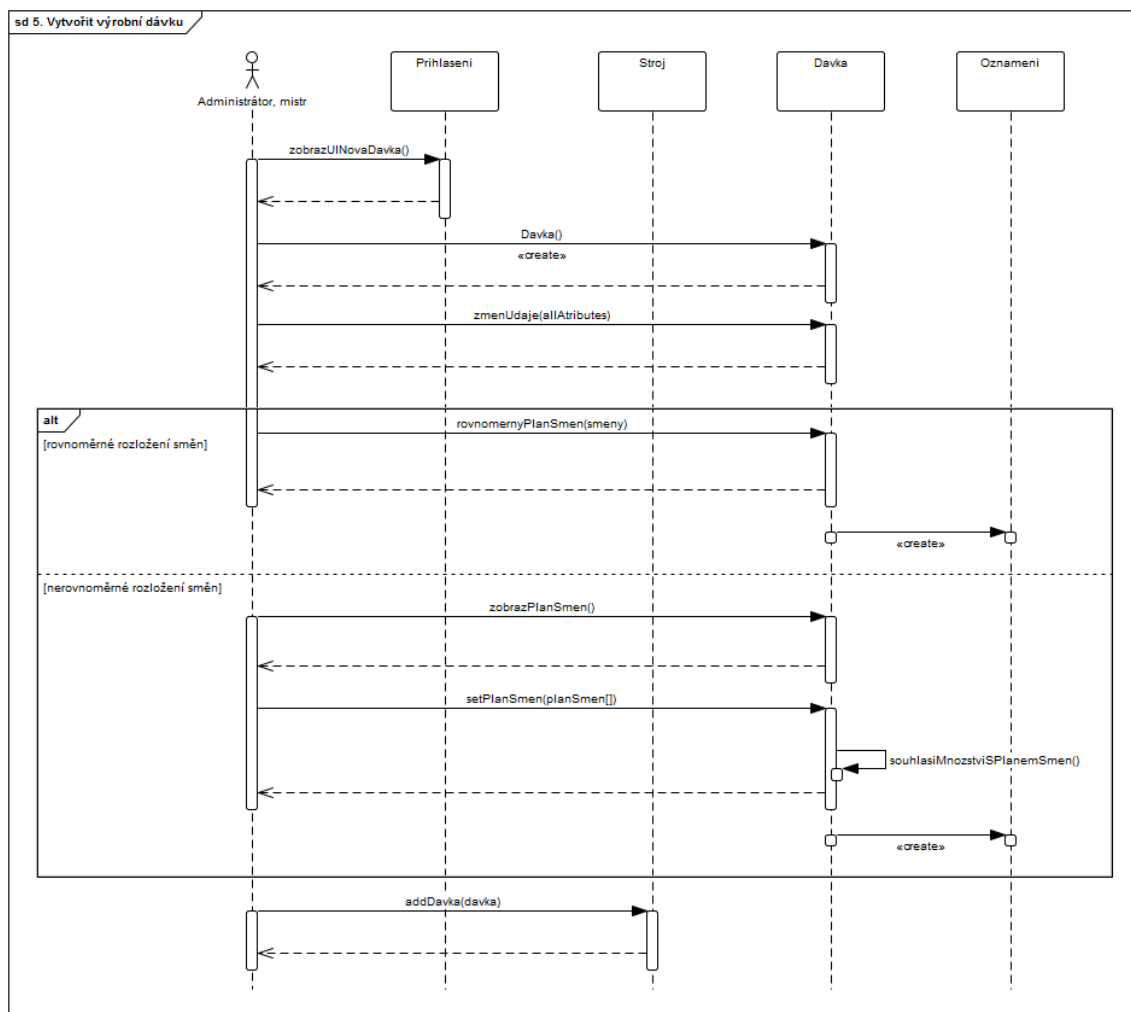 sd 5. Vytvořit výrobní dávku
Prihlaseni
Stroj
Davka
Oznameni
Administrátor, mistr
zobrazUINovaDavka()
Davka()
«create»
zmenUdaje(allAtributes)
alt
[rovnoměrné rozložení směn]
rovnomernyPlanSmen(smeny)
«create»
[nerovnoměrné rozložení směn]
zobrazPlanSmen()
setPlanSmen(planSmen[])
souhlasiMnozstviSPlanemSmen()
«create»
addDavka(davka)